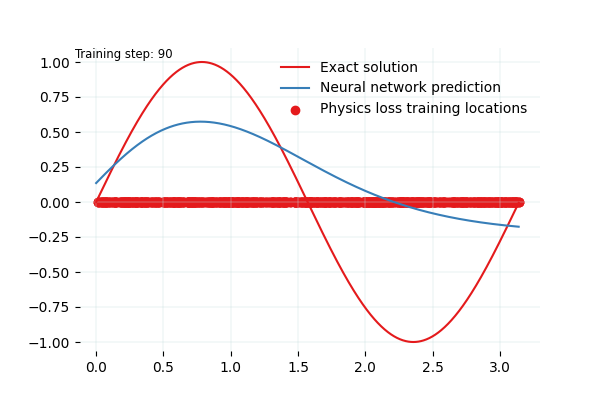 Training step: 90
Exact solution
Neural network prediction
Physics loss training locations
1.00
0.75
0.50
0.25
0.00
−0.25
−0.50
−0.75
−1.00
0.0 0.5 1.0 1.5 2.0 2.5 3.0